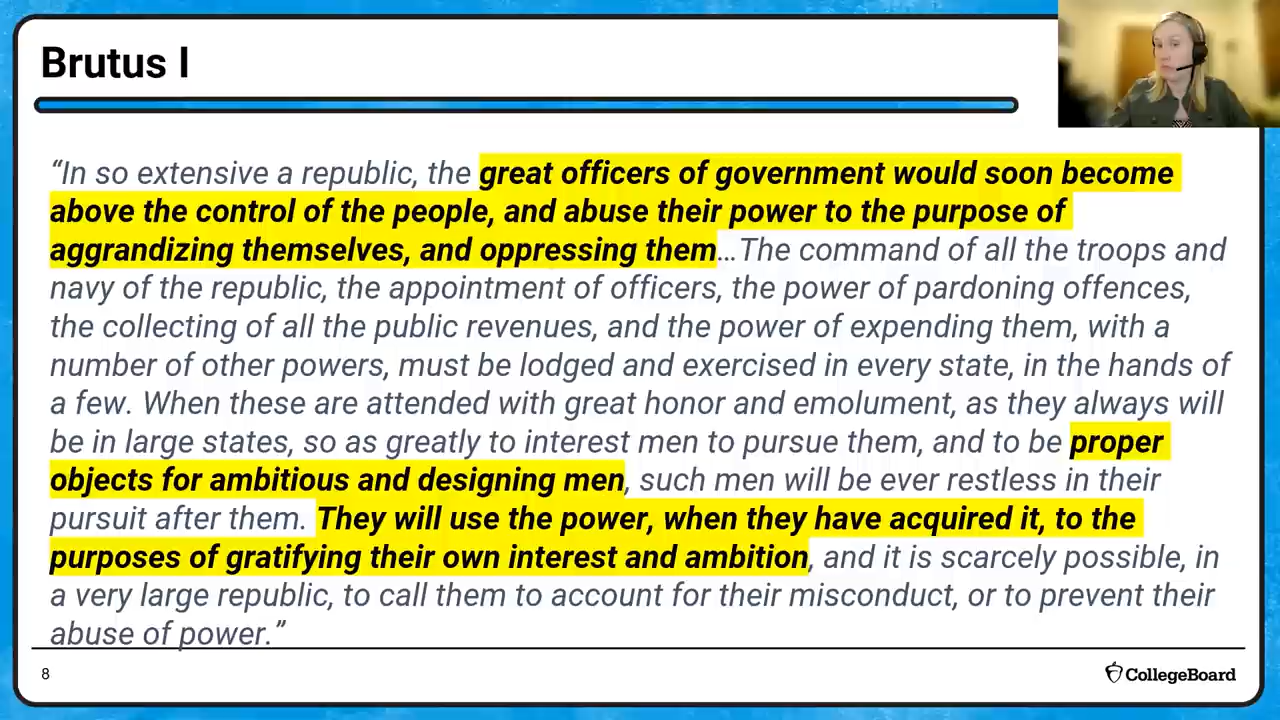 Brutus I
“In so extensive a republic, the great officers of government would soon become
above the control of the people, and abuse their power to the purpose of
aggrandizing themselves, and oppressing them…The command of all the troops and
navy of the republic, the appointment of officers, the power of pardoning offences,
the collecting of all the public revenues, and the power of expending them, with a
number of other powers, must be lodged and exercised in every state, in the hands of
a few. When these are attended with great honor and emolument, as they always will
be in large states, so as greatly to interest men to pursue them, and to be proper
objects for ambitious and designing men, such men will be ever restless in their
pursuit after them. They will use the power, when they have acquired it, to the
purposes of gratifying their own interest and ambition, and it is scarcely possible, in
a very large republic, to call them to account for their misconduct, or to prevent their
abuse of power.”
8
CollegeBoard